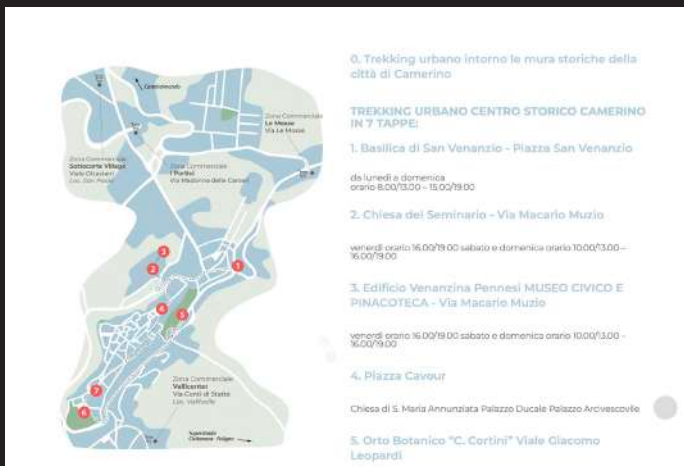 Castelraimondo
Zona Commerciale
Le Mosse
Via Le Mosse
Zona Commerciale
Sottocorte Village
Viale Oraziari
Loc. San Paolo
Zona Commerciale
I Portici
Via Madonna delle Carceri
3
2
1
4
5
7
6
Zona Commerciale
Vallicenter
Via Conti di Statte
Loc. Vallicelle
0. Trekking urbano intorno le mura storiche della
città di Camerino
TREKKING URBANO CENTRO STORICO CAMERINO
IN 7 TAPPE:
1. Basilica di San Venanzio - Piazza San Venanzio
da lunedì a domenica
orario 8.00/13.00 – 15.00/19.00
2. Chiesa del Seminario - Via Macario Muzio
venerdì orario 16.00/19.00 sabato e domenica orario 10.00/13.00 –
16.00/19.00
3. Edificio Venanzina Pennesi MUSEO CIVICO E
PINACOTECA - Via Macario Muzio
venerdì orario 16.00/19.00 sabato e domenica orario 10.00/13.00 –
16.00/19.00
4. Piazza Cavour
Chiesa di S. Maria Annunziata Palazzo Ducale Palazzo Arcivescovile
5. Orto Botanico "C. Cortini" Viale Giacomo
Leopardi